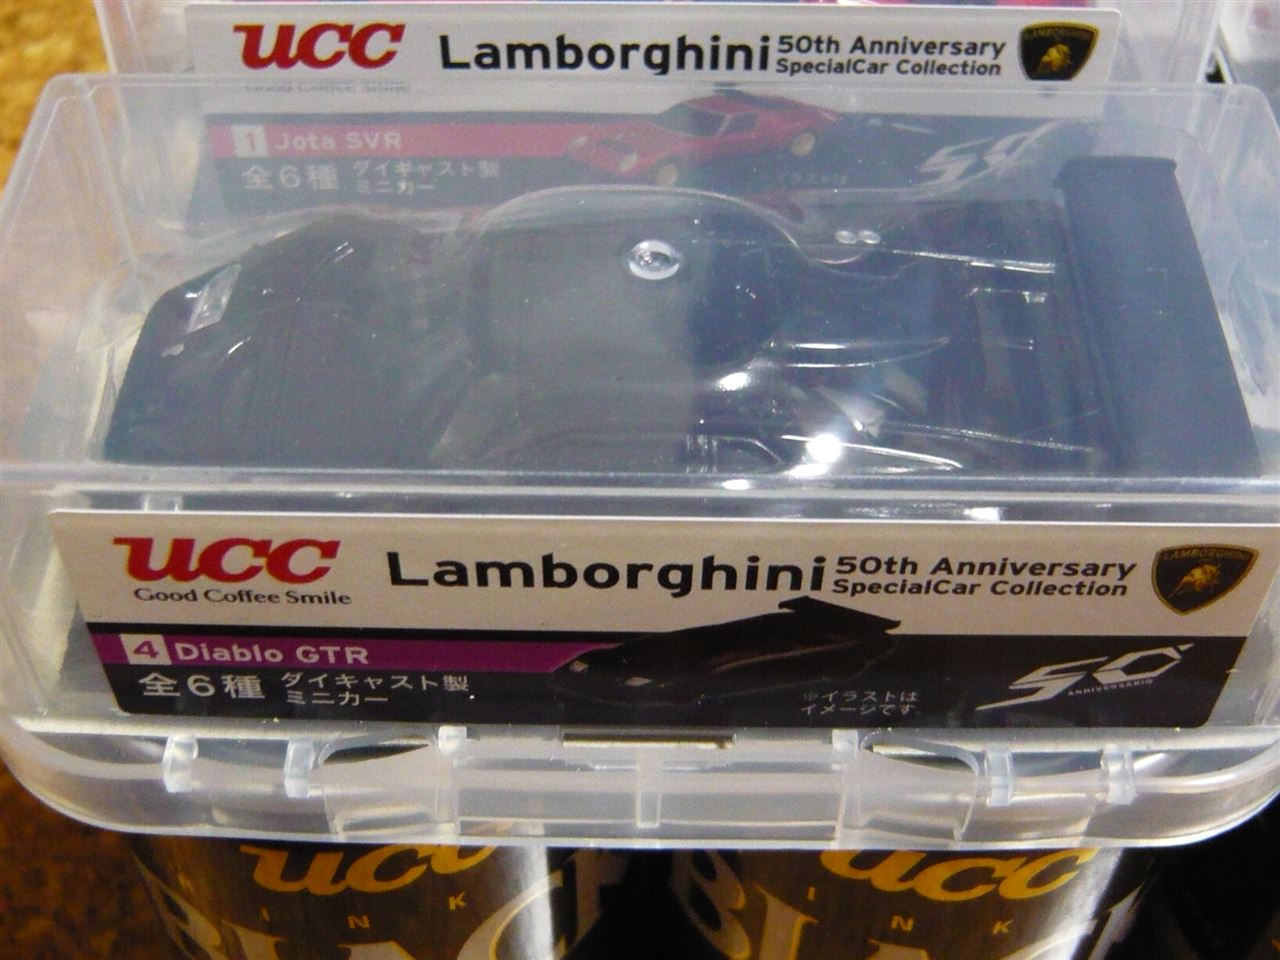 UCC
Lamborghini 50th Anniversary
SpecialCar Collection
LAMBORGHINI
1 Jota SVR
全6種 ダイキャスト製
ミニカー
50
UCC
Good Coffee Smile
Lamborghini 50th Anniversary
SpecialCar Collection
LAMBORGHINI
4 Diablo GTR
全6種 ダイキャスト製
ミニカー
※イラストは
イメージです
50
ANNIVERSARIO
UCC
UCC